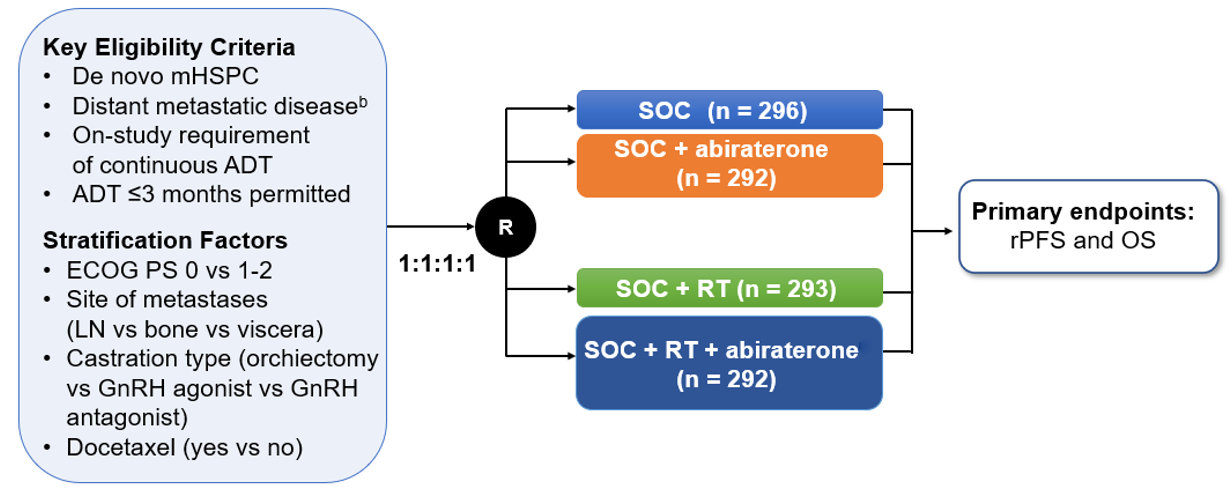 Key Eligibility Criteria
• De novo mHSPC
• Distant metastatic diseaseᵇ
• On-study requirement
of continuous ADT
• ADT ≤3 months permitted
Stratification Factors
• ECOG PS 0 vs 1-2
• Site of metastases
(LN vs bone vs viscera)
• Castration type (orchiectomy
vs GnRH agonist vs GnRH
antagonist)
• Docetaxel (yes vs no)
R
1:1:1:1
SOC (n = 296)
SOC + abiraterone
(n = 292)
SOC + RT (n = 293)
SOC + RT + abiraterone
(n = 292)
Primary endpoints:
rPFS and OS